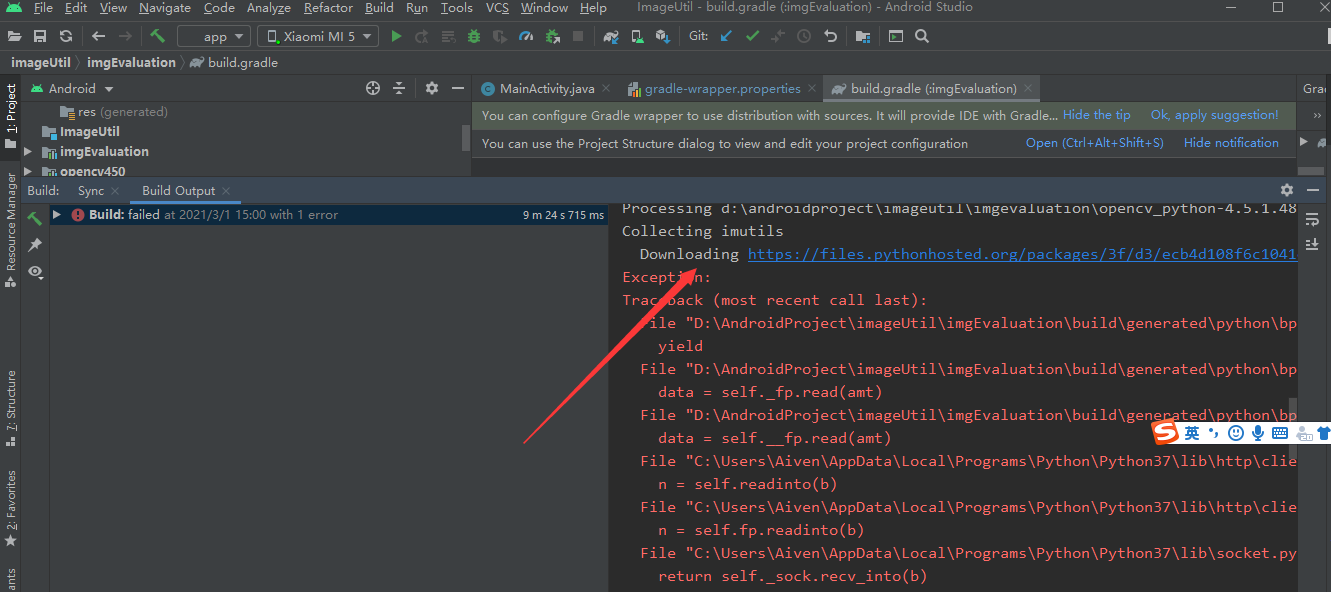 File Edit View Navigate Code Analyze Refactor Build Run Tools VCS Window Help ImageUtil - build.gradle (:imgEvaluation) - Android Studio
app Xiaomi MI 5 Git:
imageUtil imgEvaluation build.gradle
1: Project
Android
MainActivity.java gradle-wrapper.properties build.gradle (:imgEvaluation)
res (generated)
ImageUtil
imgEvaluation
opencv450
You can configure Gradle wrapper to use distribution with sources. It will provide IDE with Gradle... Hide the tip Ok, apply suggestion!
You can use the Project Structure dialog to view and edit your project configuration Open (Ctrl+Alt+Shift+S) Hide notification
Resource Manager
Build: Sync Build Output
Build: failed at 2021/3/1 15:00 with 1 error 9 m 24 s 715 ms
Processing d:\androidproject\imageutil\imgevaluation\opencv_python-4.5.1.48
Collecting imutils
Downloading https://files.pythonhosted.org/packages/3f/d3/ecb4d108f6c1041
Exception:
Traceback (most recent call last):
File "D:\AndroidProject\imageUtil\imgEvaluation\build\generated\python\bp
yield
File "D:\AndroidProject\imageUtil\imgEvaluation\build\generated\python\bp
data = self._fp.read(amt)
File "D:\AndroidProject\imageUtil\imgEvaluation\build\generated\python\bp
data = self.__fp.read(amt)
File "C:\Users\Aiven\AppData\Local\Programs\Python\Python37\lib\http\clie
n = self.readinto(b)
File "C:\Users\Aiven\AppData\Local\Programs\Python\Python37\lib\http\clie
n = self.fp.readinto(b)
File "C:\Users\Aiven\AppData\Local\Programs\Python\Python37\lib\socket.py
return self._sock.recv_into(b)
7: Structure
2: Favorites
英